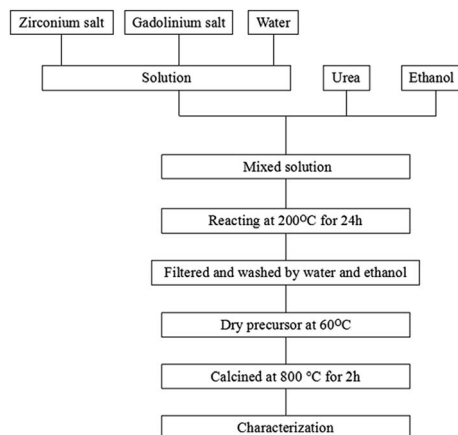 Zirconium salt
Gadolinium salt
Water
Solution
Urea
Ethanol
Mixed solution
Reacting at 200OC for 24h
Filtered and washed by water and ethanol
Dry precursor at 60OC
Calcined at 800 °C for 2h
Characterization